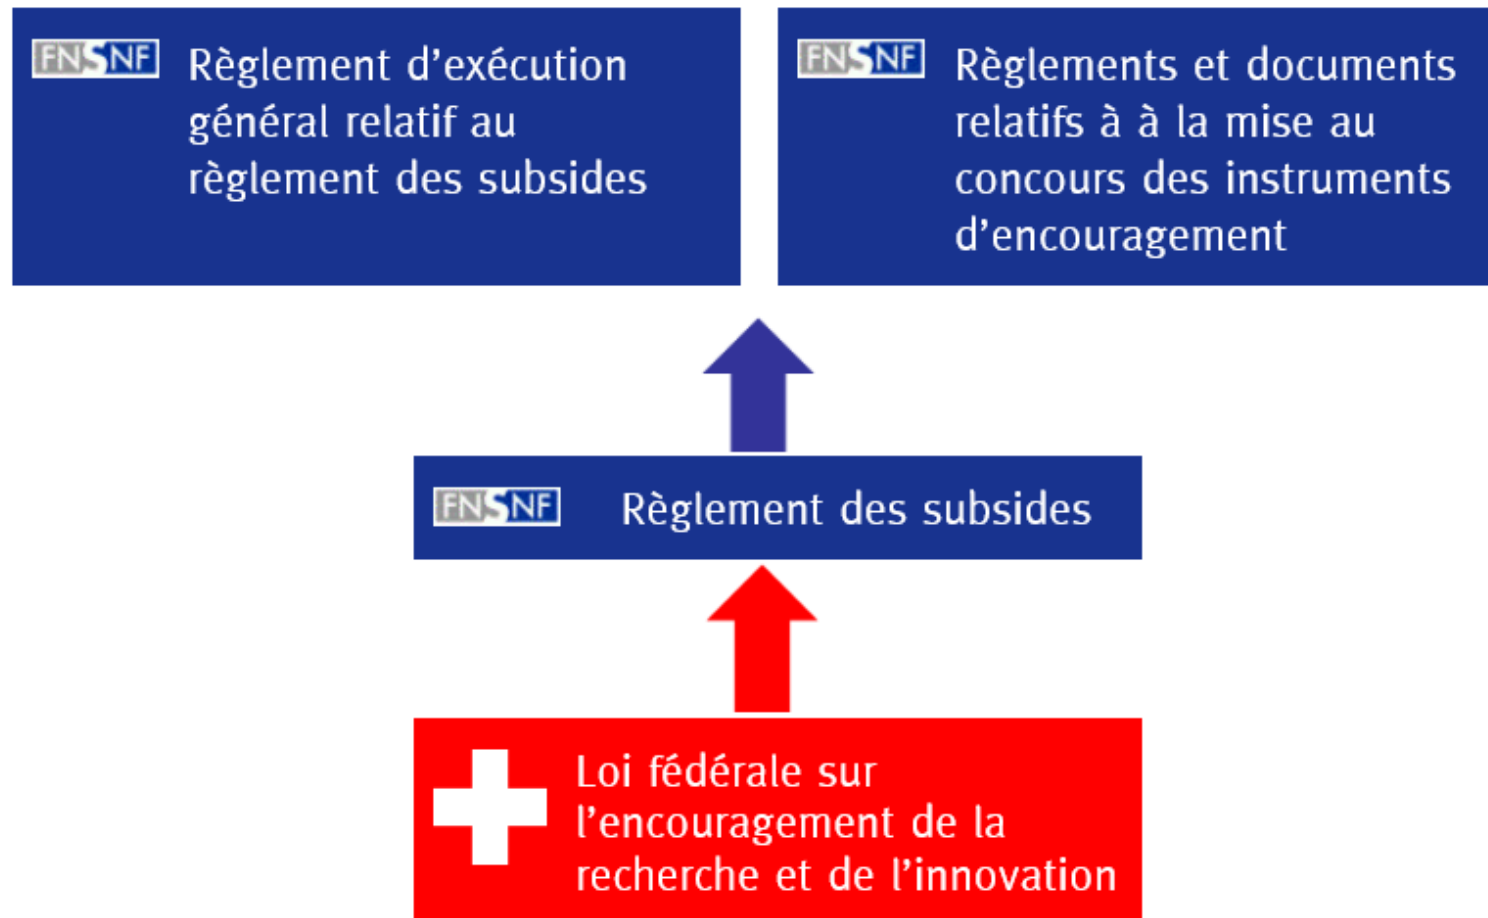 FNSNF
Règlement d'exécution
général relatif au
règlement des subsides
FNSNF
Règlements et documents
relatifs à à la mise au
concours des instruments
d'encouragement
FNSNF
Règlement des subsides
Loi fédérale sur
l'encouragement de la
recherche et de l'innovation